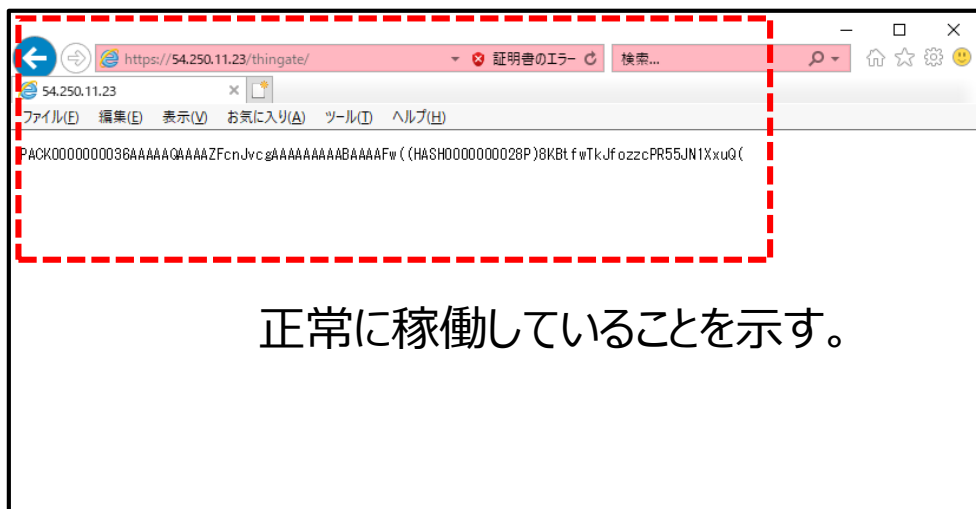 https://54.250.11.23/thingate/ 証明書のエラー 検索...
54.250.11.23
ファイル(F) 編集(E) 表示(V) お気に入り(A) ツール(T) ヘルプ(H)
PACK0000000036AAAAAQAAAAZFcnJvcgAAAAAAAAABAAAAFw((HASH0000000028P)8KBtfwTkJfozzcPR55JN1XxuQ(
正常に稼働していることを示す。